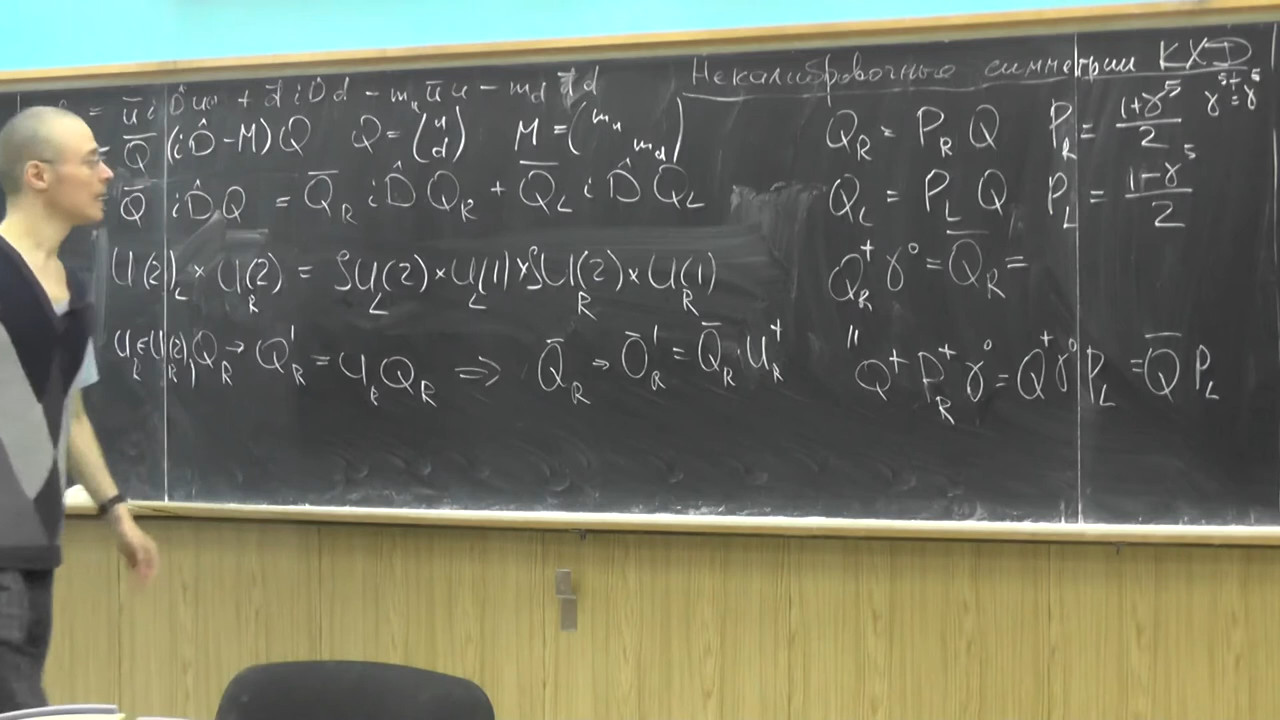 = ū i D̂ u + d̄ i D̂ d − m_u ū u − m_d d̄ d
= Q̄ (i D̂ − M) Q   Q = (u d)   M = (m_u m_d)
Q̄ i D̂ Q = Q̄_R i D̂ Q_R + Q̄_L i D̂ Q_L
U(2)_L × U(2)_R = SU_L(2) × U_L(1) × SU_R(2) × U_R(1)
U_R ∈ U_R(2), Q_R → Q'_R = U_R Q_R ⇒ Q̄_R → Q̄'_R = Q̄_R U_R^+
Некалибровочные симметрии КХД
Q_R = P_R Q   P_R = (1+γ^5)/2   γ^{5+} = γ^5
Q_L = P_L Q   P_L = (1−γ^5)/2
Q_R^+ γ^0 = Q̄_R =
" Q^+ P_R^+ γ^0 = Q^+ γ^0 P_L = Q̄ P_L